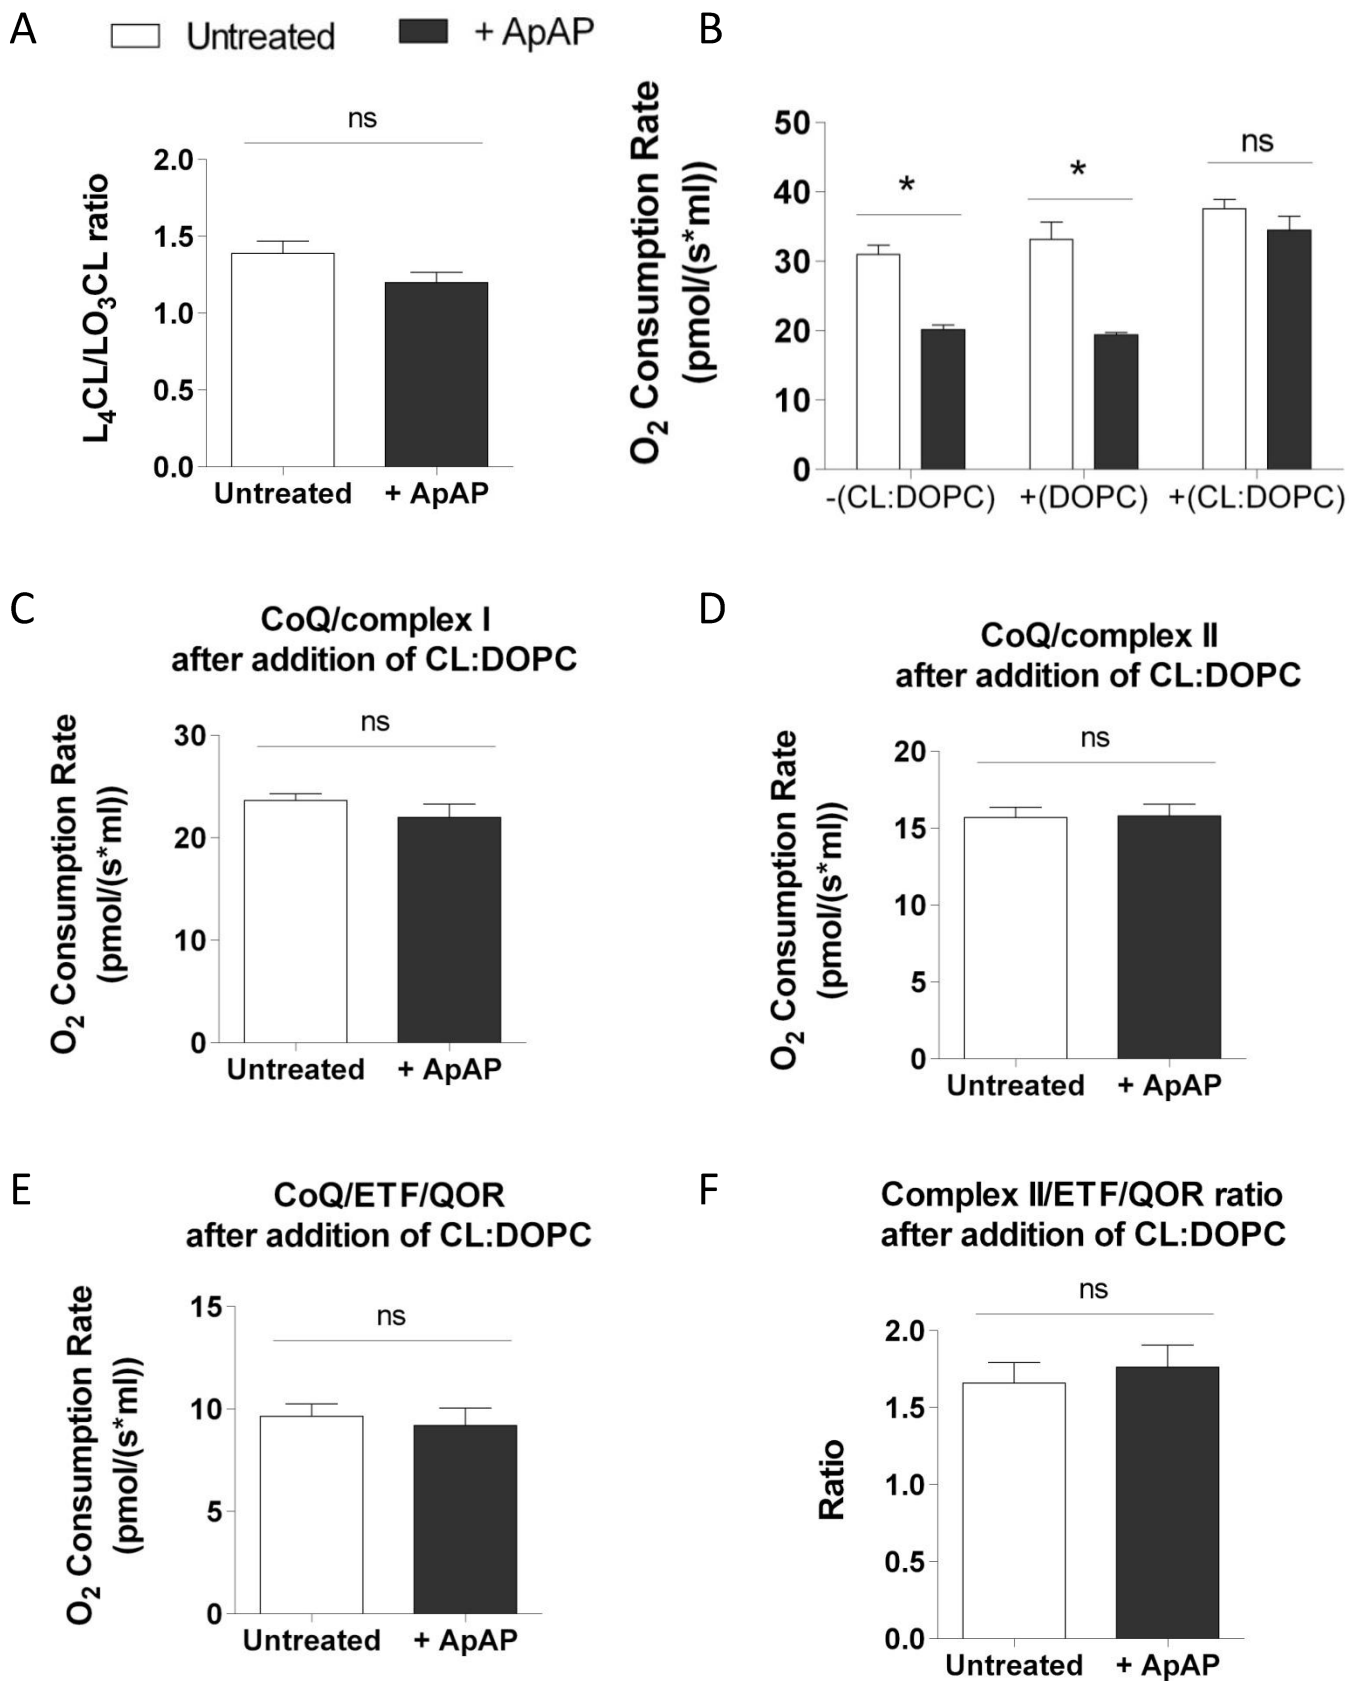 A
Untreated
+ ApAP
ns
L4CL/LO3CL ratio
2.0
1.5
1.0
0.5
0.0
Untreated
+ ApAP
B
O2 Consumption Rate
(pmol/(s*ml))
50
40
30
20
10
0
*
*
ns
-(CL:DOPC)
+(DOPC)
+(CL:DOPC)
C
CoQ/complex I
after addition of CL:DOPC
ns
O2 Consumption Rate
(pmol/(s*ml))
30
20
10
0
Untreated
+ ApAP
D
CoQ/complex II
after addition of CL:DOPC
ns
O2 Consumption Rate
(pmol/(s*ml))
20
15
10
5
0
Untreated
+ ApAP
E
CoQ/ETF/QOR
after addition of CL:DOPC
ns
O2 Consumption Rate
(pmol/(s*ml))
15
10
5
0
Untreated
+ ApAP
F
Complex II/ETF/QOR ratio
after addition of CL:DOPC
ns
Ratio
2.0
1.5
1.0
0.5
0.0
Untreated
+ ApAP